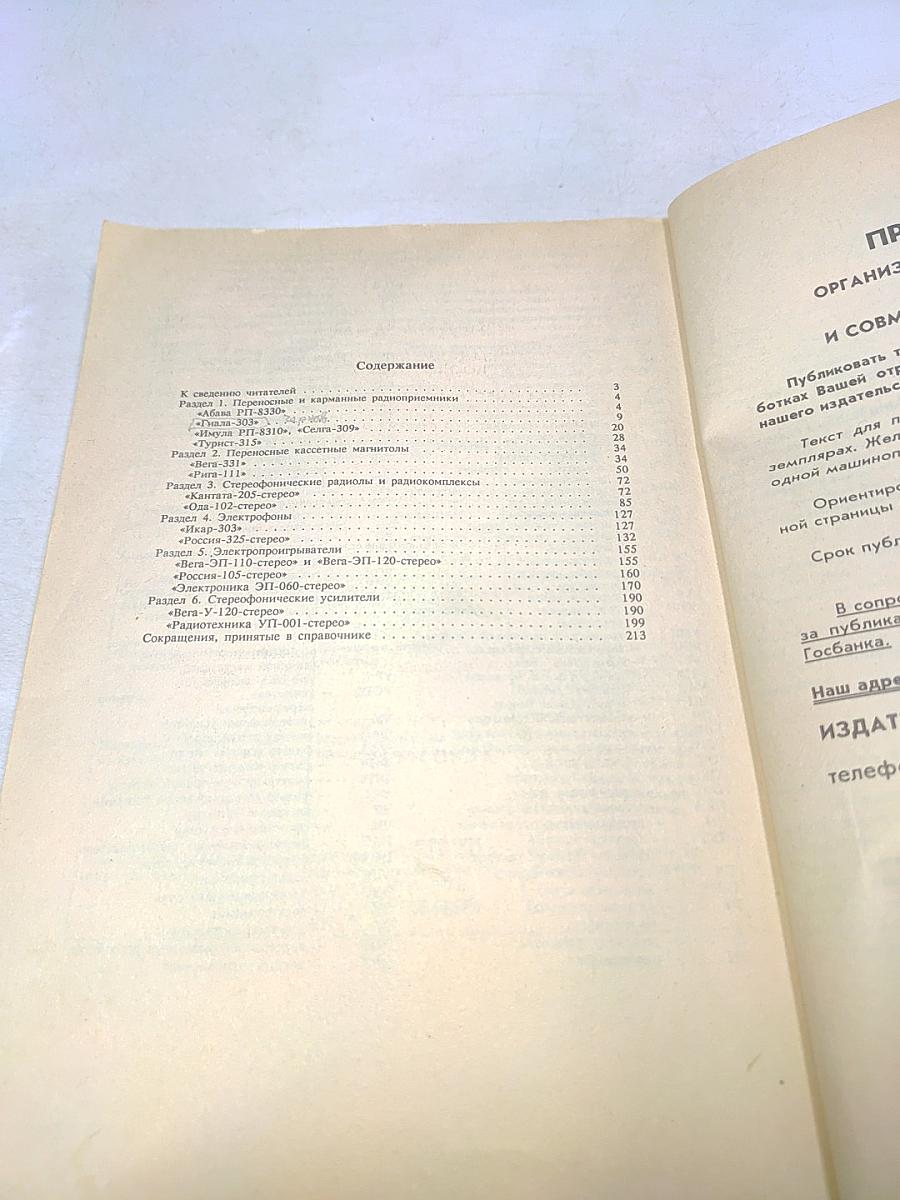 Содержание
К сведению читателей . . . . . . . . . . . . . . . . . . . . 3
Раздел 1. Переносные и карманные радиоприемники . . . . . . . . . . 4
«Абава РП-8330» . . . . . . . . . . . . . . . . . . . . 4
«Гиала-303» . . . . . . . . . . . . . . . . . . . . 9
«Имула РП-8310», «Селга-309» . . . . . . . . . . . . . . . . . . . . 20
«Турист-315» . . . . . . . . . . . . . . . . . . . . 28
Раздел 2. Переносные кассетные магнитолы . . . . . . . . . . . . . . . 34
«Вега-331» . . . . . . . . . . . . . . . . . . . . 34
«Рига-111» . . . . . . . . . . . . . . . . . . . . 50
Раздел 3. Стереофонические радиолы и радиокомплексы . . . . . . . . . . 72
«Кантата-205-стерео» . . . . . . . . . . . . . . . . . . . . 72
«Ода-102-стерео» . . . . . . . . . . . . . . . . . . . . 85
Раздел 4. Электрофоны . . . . . . . . . . . . . . . . . . . . 127
«Икар-303» . . . . . . . . . . . . . . . . . . . . 127
«Россия-325-стерео» . . . . . . . . . . . . . . . . . . . . 132
Раздел 5. Электропроигрыватели . . . . . . . . . . . . . . . . . . . . 155
«Вега-ЭП-110-стерео» и «Вега-ЭП-120-стерео» . . . . . . . . . . . . 155
«Россия-105-стерео» . . . . . . . . . . . . . . . . . . . . 160
«Электроника ЭП-060-стерео» . . . . . . . . . . . . . . . . . . . . 170
Раздел 6. Стереофонические усилители . . . . . . . . . . . . . . . . . . 190
«Вега-У-120-стерео» . . . . . . . . . . . . . . . . . . . . 190
«Радиотехника УП-001-стерео» . . . . . . . . . . . . . . . . . . . . 199
Сокращения, принятые в справочнике . . . . . . . . . . . . . . . . . . 213
ПР
ОРГАНИЗ
И СОВМ
Публиковать т
ботках Вашей отр
нашего издательс
Текст для п
земплярах. Жел
одной машиноп
Ориентиро
ной страницы
Срок публ
В сопро
за публика
Госбанка.
Наш адре
ИЗДАТ
телефо